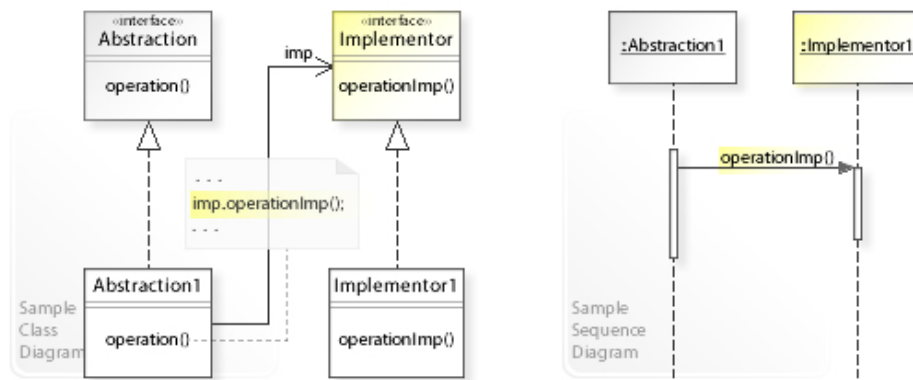 «interface»
Abstraction
operation()
«interface»
Implementor
operationImp()
imp
. . .
imp.operationImp();
. . .
Abstraction1
operation()
Implementor1
operationImp()
Sample
Class
Diagram
:Abstraction1
:Implementor1
operationImp()
Sample
Sequence
Diagram